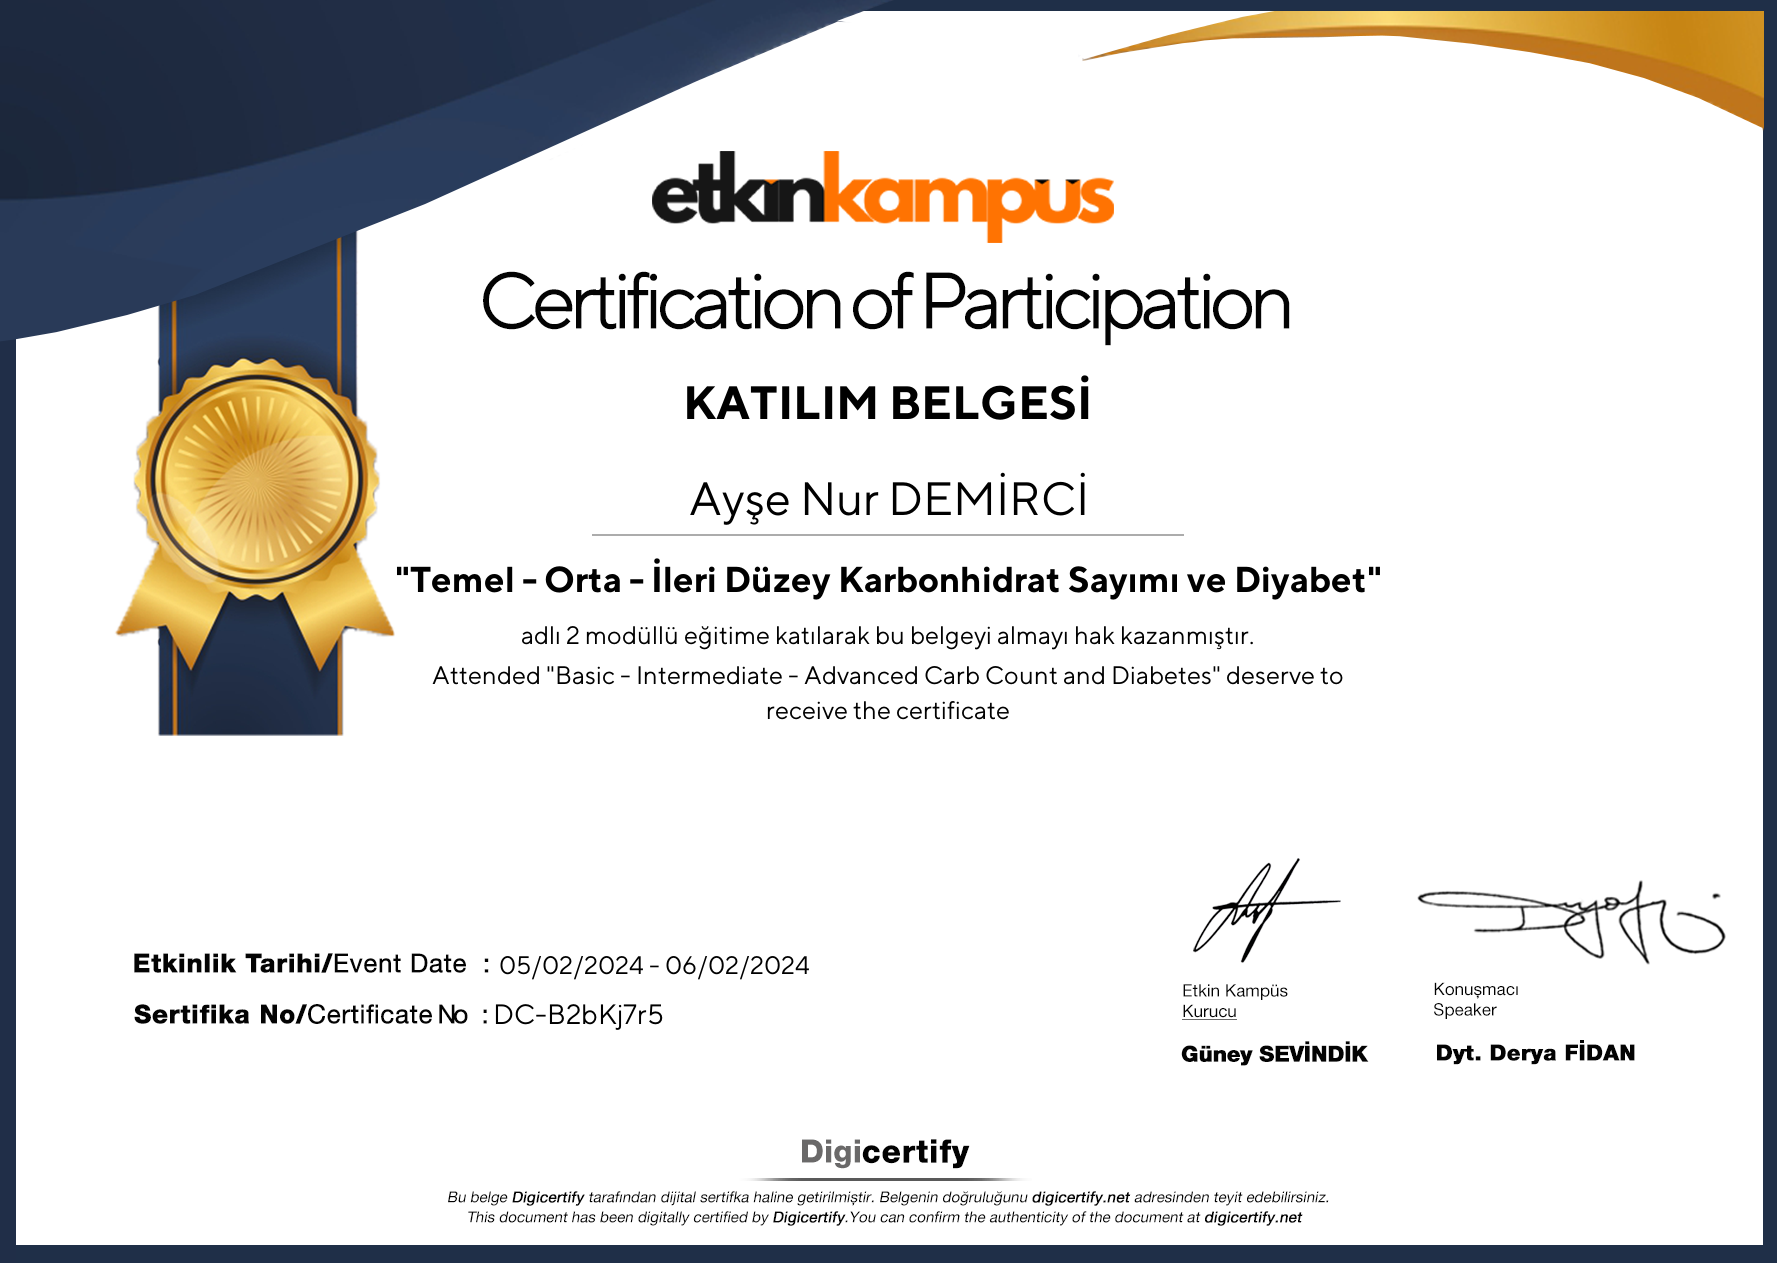 etkinkampüs
Certification of Participation
KATILIM BELGESİ
Ayşe Nur DEMİRCİ
"Temel - Orta - İleri Düzey Karbonhidrat Sayımı ve Diyabet"
adlı 2 modüllü eğitime katılarak bu belgeyi almayı hak kazanmıştır.
Attended "Basic - Intermediate - Advanced Carb Count and Diabetes" deserve to
receive the certificate
Etkinlik Tarihi/Event Date : 05/02/2024 - 06/02/2024
Sertifika No/Certificate No : DC-B2bKj7r5
Etkin Kampüs
Kurucu
Güney SEVİNDİK
Konuşmacı
Speaker
Dyt. Derya FİDAN
Digicertify
Bu belge Digicertify tarafından dijital sertifka haline getirilmiştir. Belgenin doğruluğunu digicertify.net adresinden teyit edebilirsiniz.
This document has been digitally certified by Digicertify.You can confirm the authenticity of the document at digicertify.net